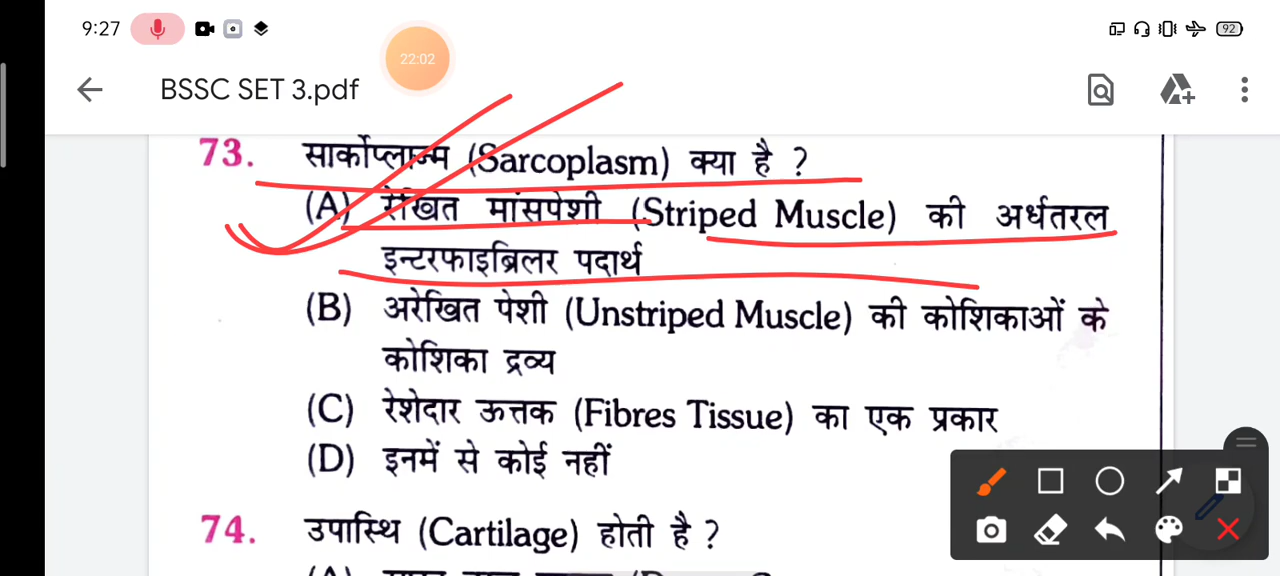 9:27
92
22:02
BSSC SET 3.pdf
73. सार्कोप्लाज्म (Sarcoplasm) क्या है ?
(A) रेखित मांसपेशी (Striped Muscle) की अर्धतरल
इन्टरफाइब्रिलर पदार्थ
(B) अरेखित पेशी (Unstriped Muscle) की कोशिकाओं के
कोशिका द्रव्य
(C) रेशेदार ऊत्तक (Fibres Tissue) का एक प्रकार
(D) इनमें से कोई नहीं
74. उपास्थि (Cartilage) होती है ?
(A)